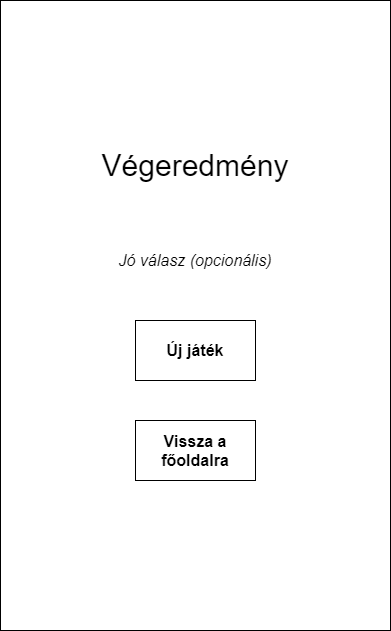 Végeredmény
Jó válasz (opcionális)
Új játék
Vissza a
főoldalra